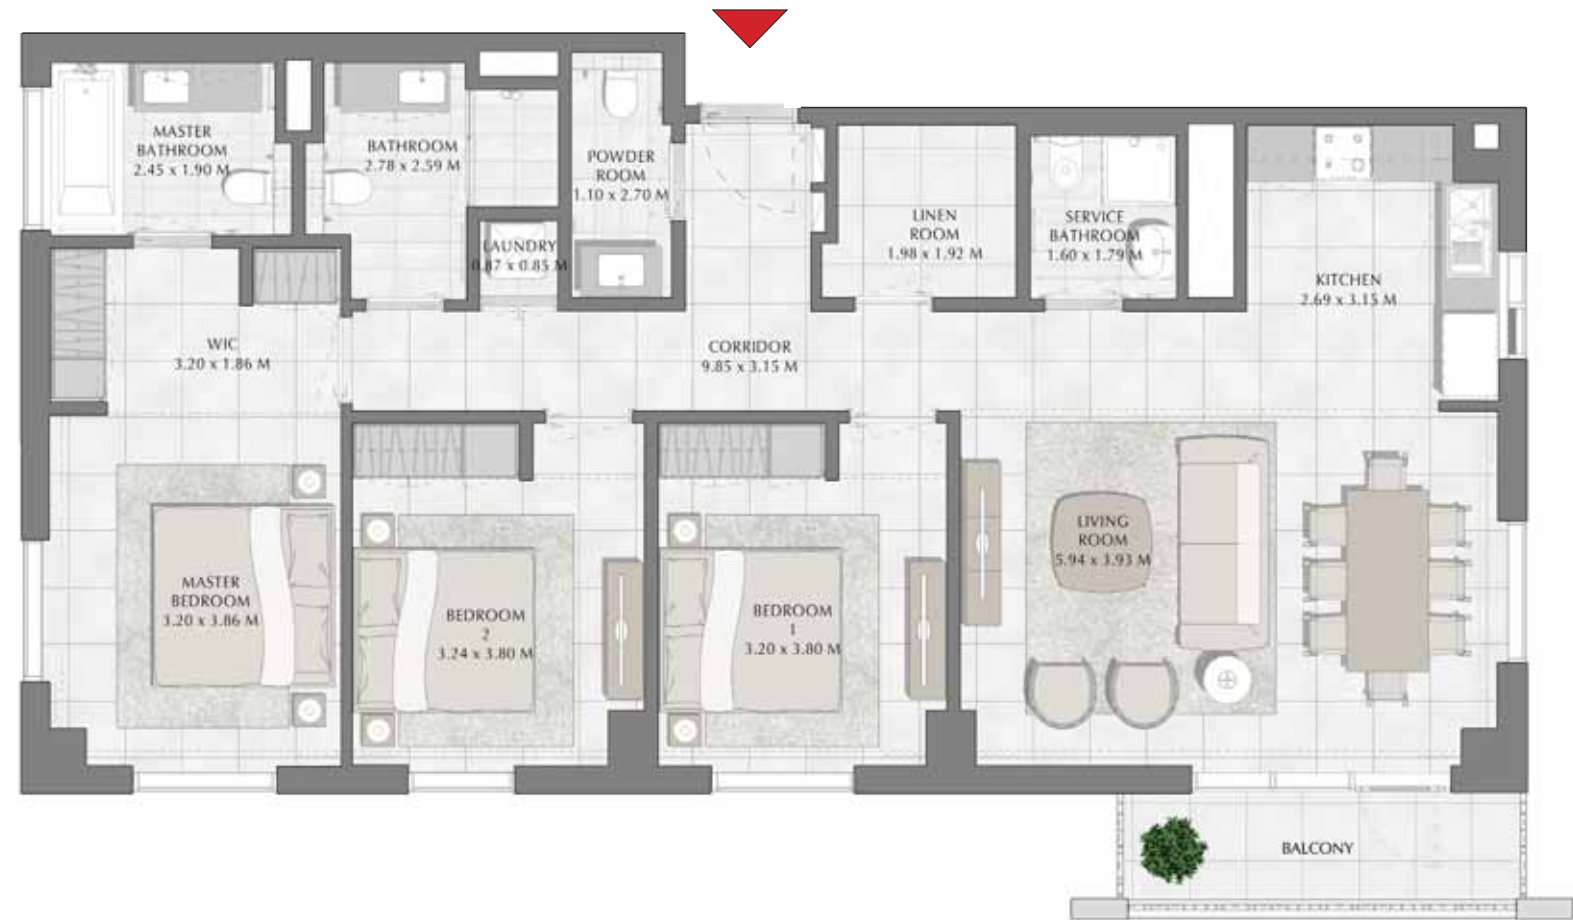 MASTER
BATHROOM
2.45 x 1.90 M
BATHROOM
2.78 x 2.59 M
POWDER
ROOM
1.10 x 2.70 M
LAUNDRY
0.87 x 0.85 M
LINEN
ROOM
1.98 x 1.92 M
SERVICE
BATHROOM
1.60 x 1.79 M
KITCHEN
2.69 x 3.15 M
WIC
3.20 x 1.86 M
CORRIDOR
9.85 x 3.15 M
MASTER
BEDROOM
3.20 x 3.86 M
BEDROOM
2
3.24 x 3.80 M
BEDROOM
1
3.20 x 3.80 M
LIVING
ROOM
5.94 x 3.93 M
BALCONY